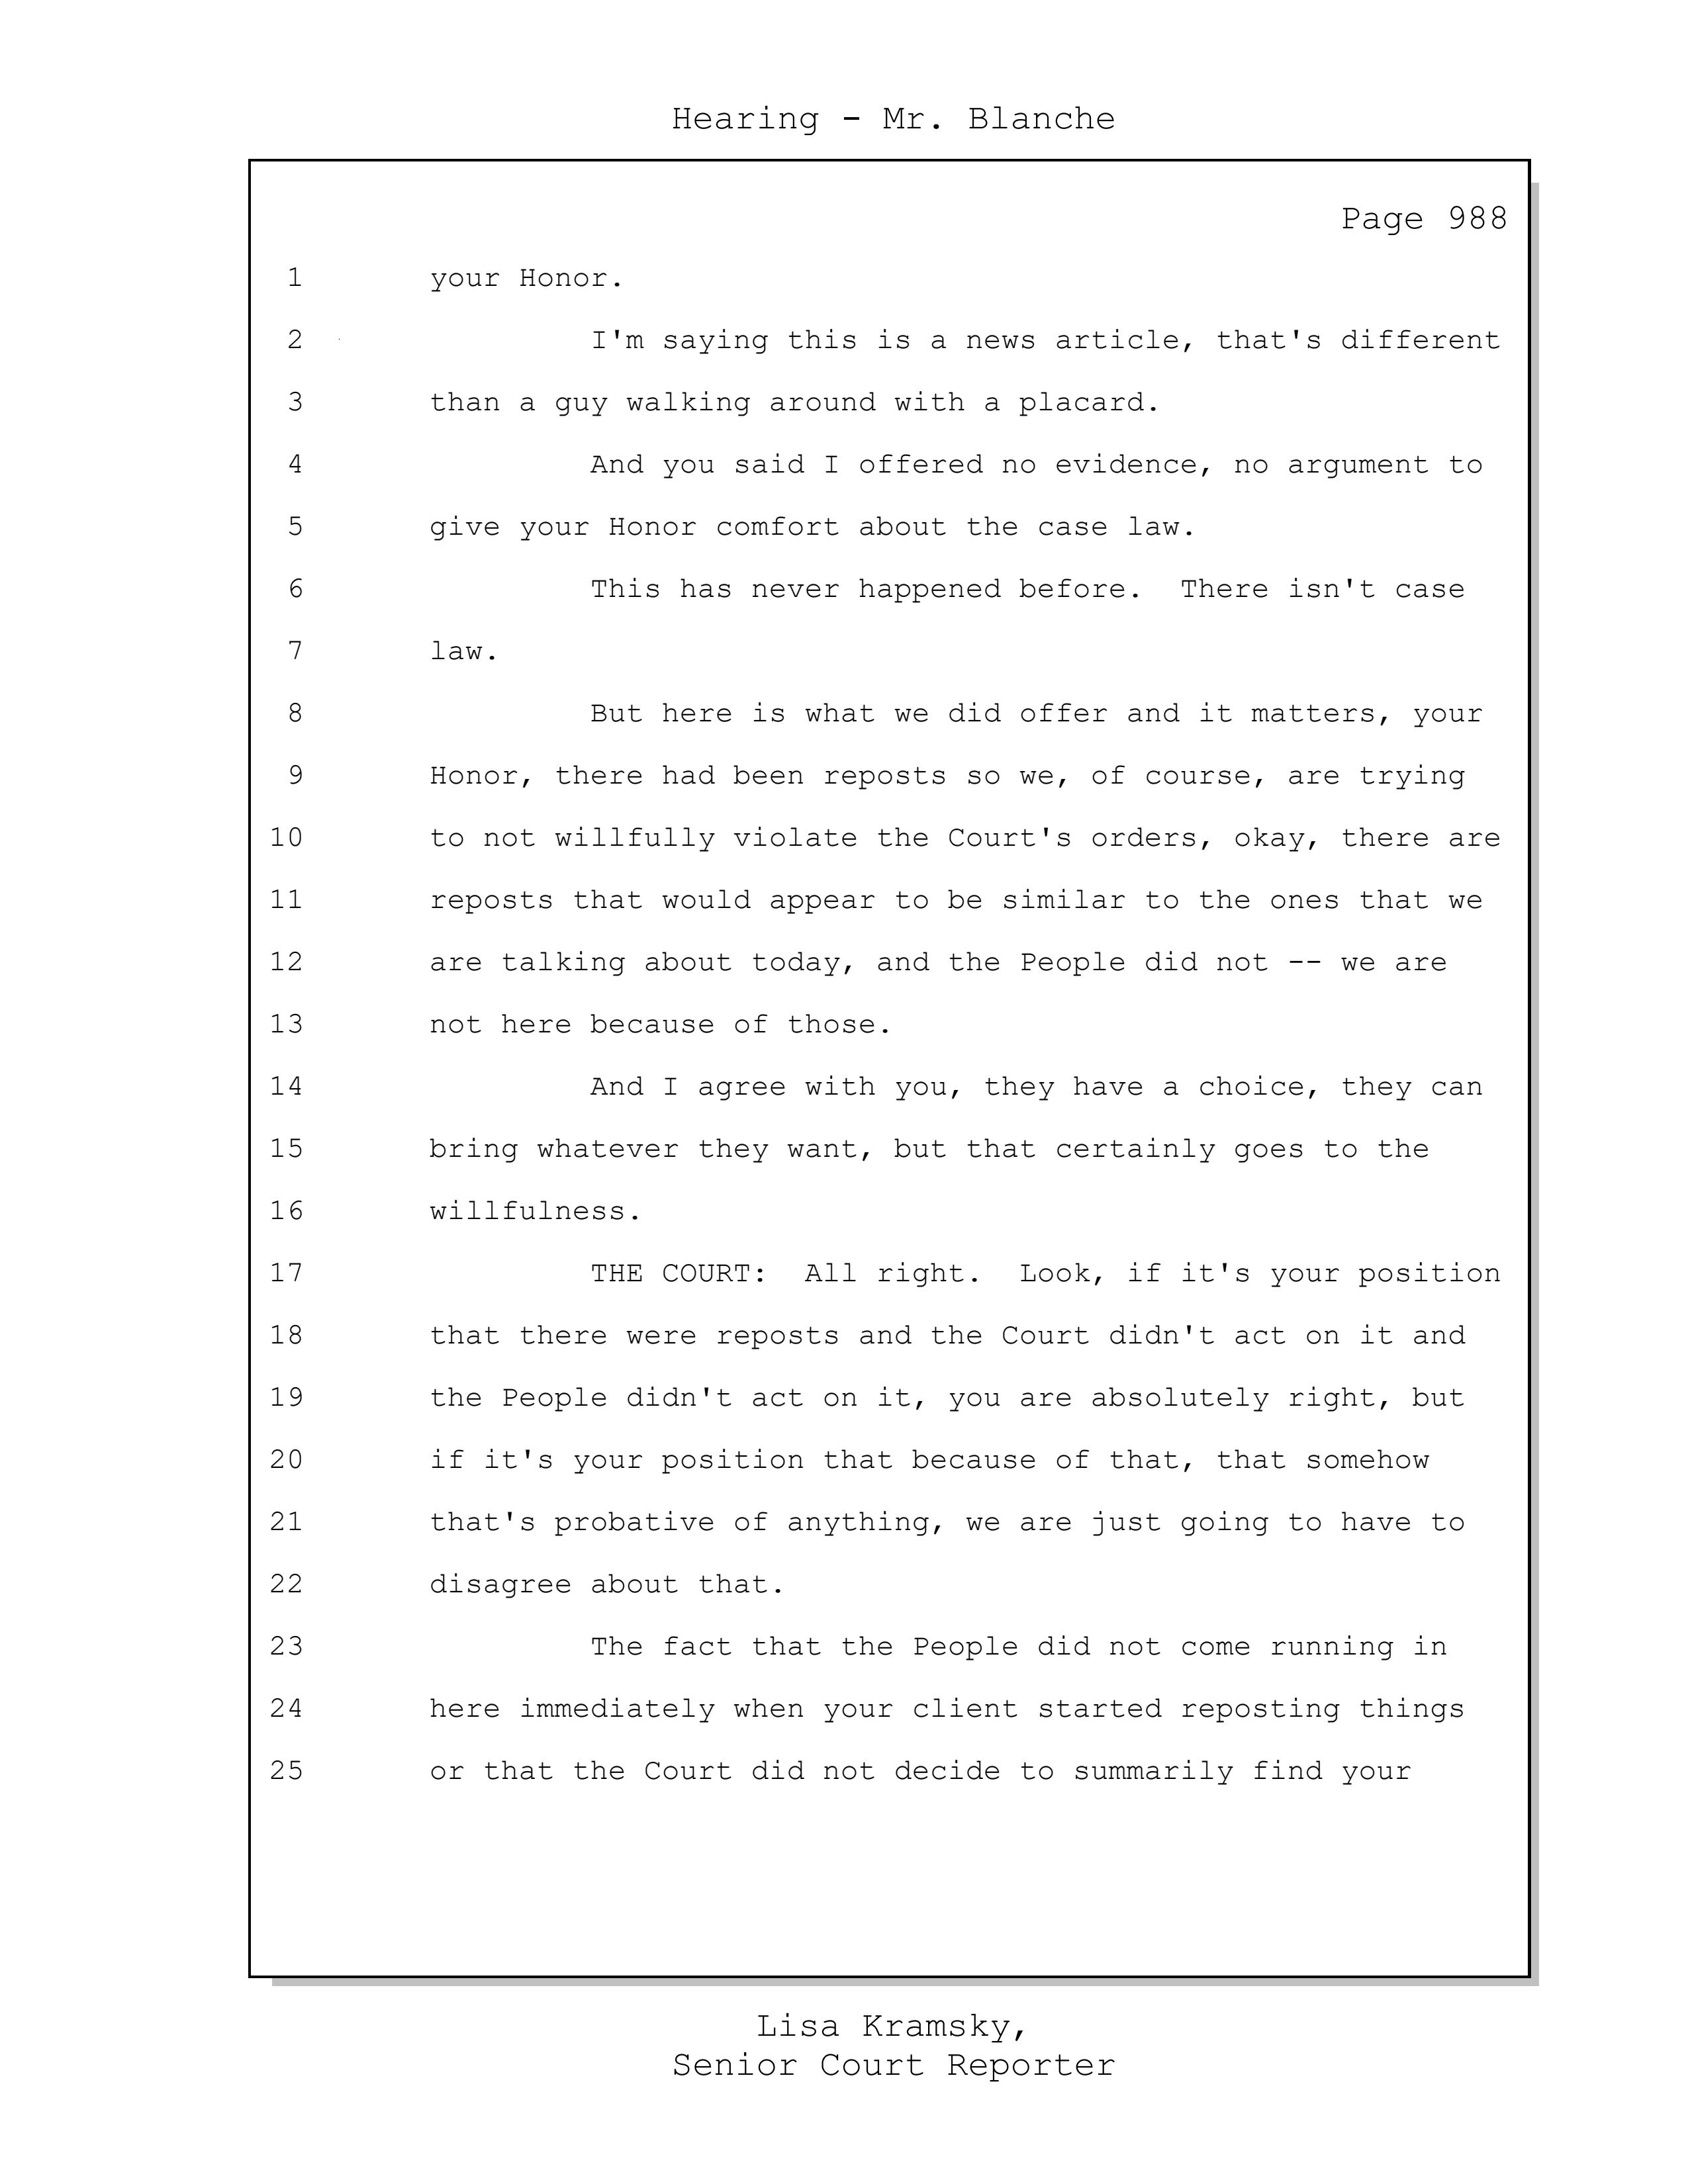 Hearing - Mr. Blanche
Page 988
1 your Honor.
2 I'm saying this is a news article, that's different
3 than a guy walking around with a placard.
4 And you said I offered no evidence, no argument to
5 give your Honor comfort about the case law.
6 This has never happened before.  There isn't case
7 law.
8 But here is what we did offer and it matters, your
9 Honor, there had been reposts so we, of course, are trying
10 to not willfully violate the Court's orders, okay, there are
11 reposts that would appear to be similar to the ones that we
12 are talking about today, and the People did not -- we are
13 not here because of those.
14 And I agree with you, they have a choice, they can
15 bring whatever they want, but that certainly goes to the
16 willfulness.
17 THE COURT:  All right.  Look, if it's your position
18 that there were reposts and the Court didn't act on it and
19 the People didn't act on it, you are absolutely right, but
20 if it's your position that because of that, that somehow
21 that's probative of anything, we are just going to have to
22 disagree about that.
23 The fact that the People did not come running in
24 here immediately when your client started reposting things
25 or that the Court did not decide to summarily find your
Lisa Kramsky,
Senior Court Reporter